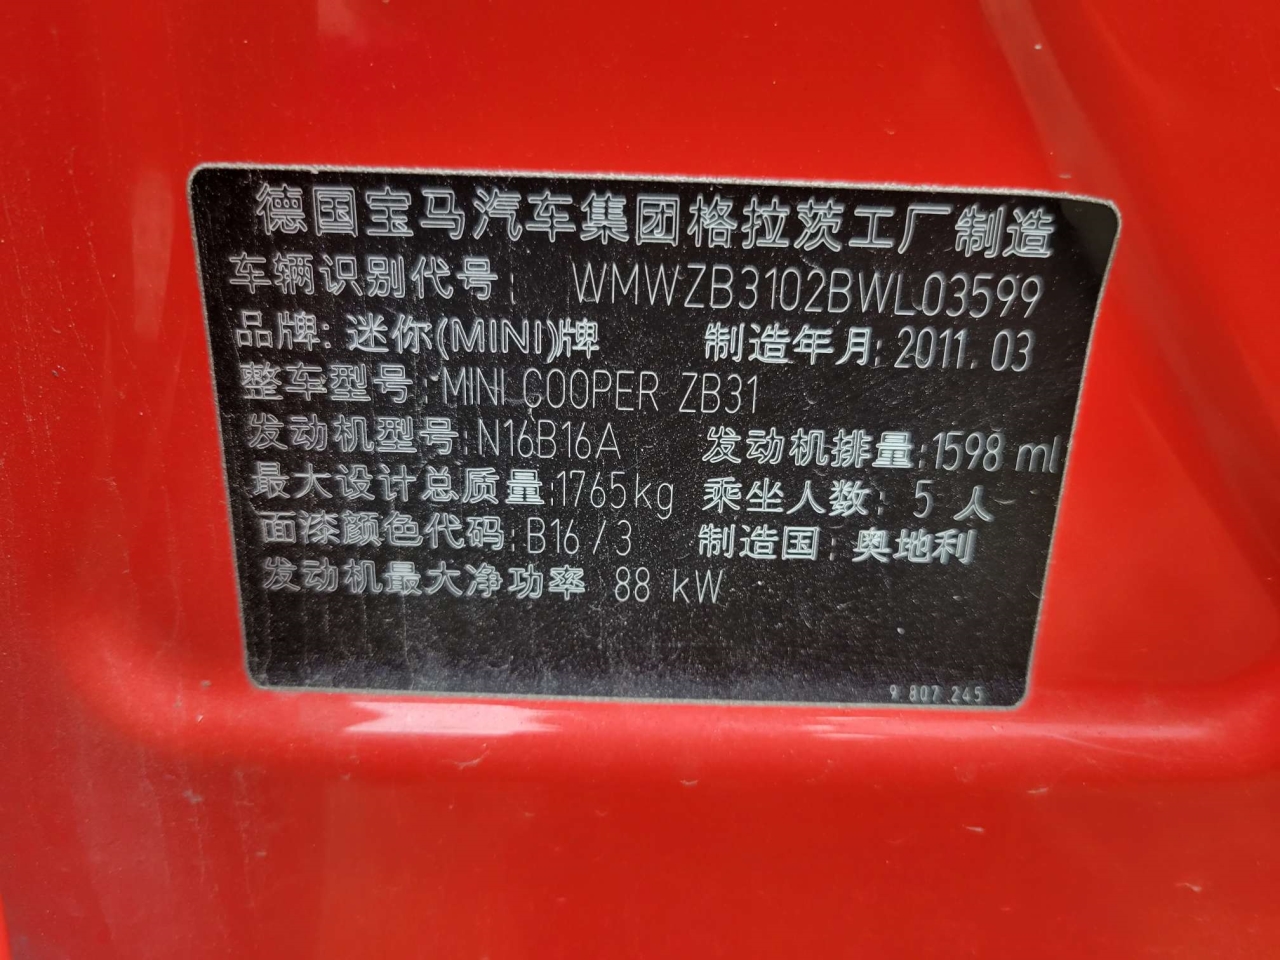 德国宝马汽车集团格拉茨工厂 制造
车辆识别代号: WMWZB3102BWL03599
品牌: 迷你(MINI)牌 制造年月: 2011.03
整车型号: MINI COOPER ZB31
发动机型号: N16B16A 发动机排量: 1598 ml
最大设计总质量: 1765kg 乘坐人数: 5 人
面漆颜色代码: B16 / 3 制造国: 奥地利
发动机最大净功率 88 kW
9 807 245